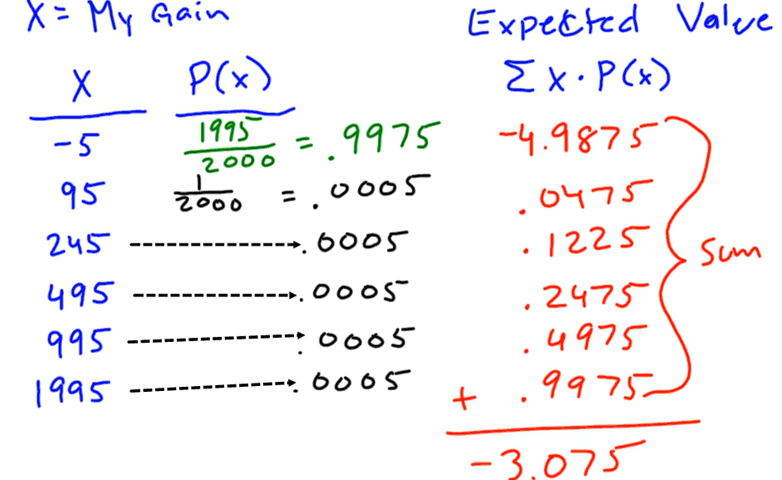 X = My Gain Expected Value
X P(x) Σ x · P(x)
-5 1995/2000 = .9975 -4.9875
95 1/2000 = .0005 .0475
245 .0005 .1225
Sum
495 .0005 .2475
995 .0005 .4975
1995 .0005 + .9975
-3.075